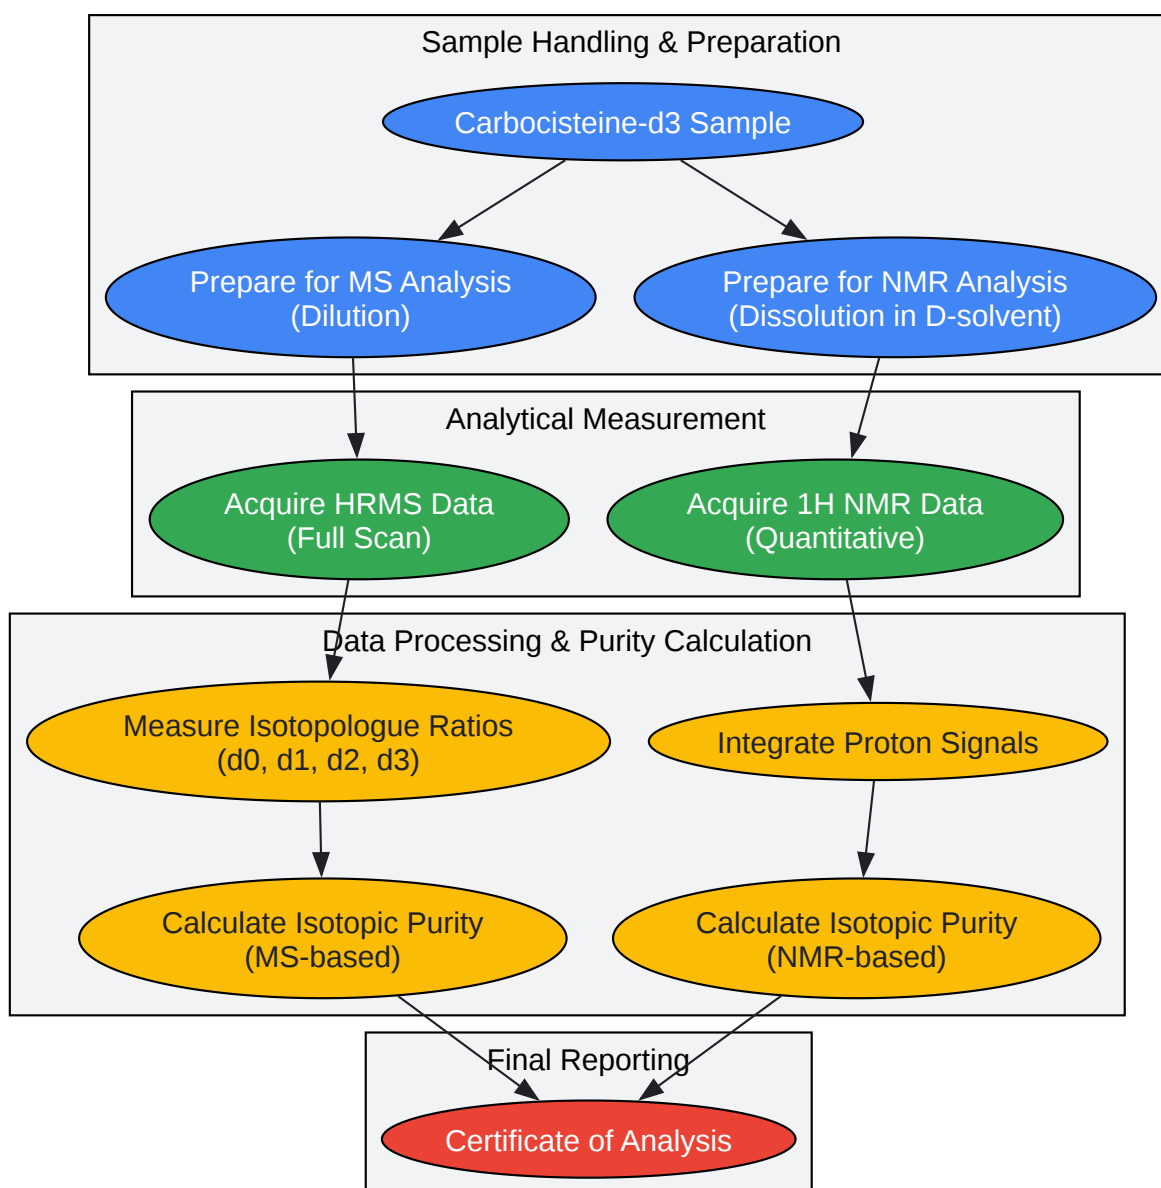 Sample Handling & Preparation
Carbocisteine-d3 Sample
Prepare for MS Analysis
(Dilution)
Prepare for NMR Analysis
(Dissolution in D-solvent)
Analytical Measurement
Acquire HRMS Data
(Full Scan)
Acquire 1H NMR Data
(Quantitative)
Data Processing & Purity Calculation
Measure Isotopologue Ratios
(d0, d1, d2, d3)
Integrate Proton Signals
Calculate Isotopic Purity
(MS-based)
Calculate Isotopic Purity
(NMR-based)
Final Reporting
Certificate of Analysis